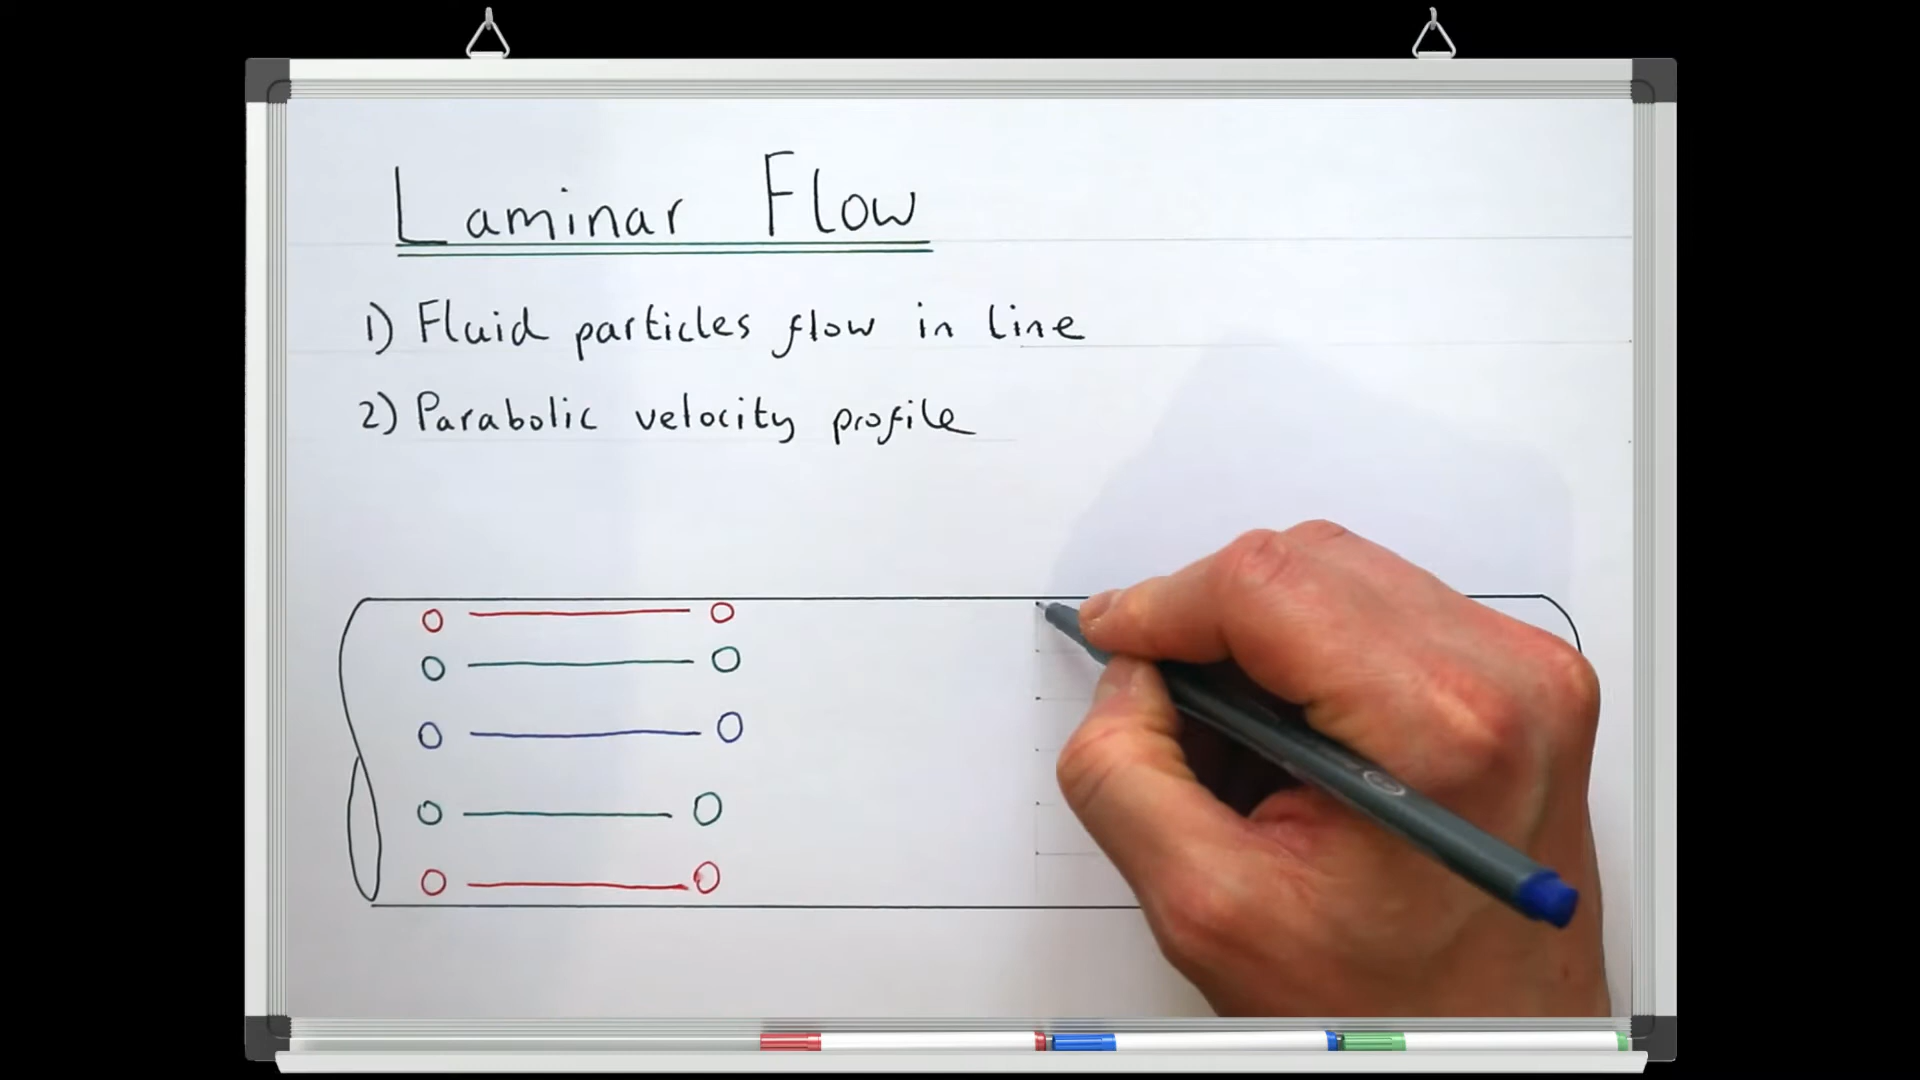 Laminar Flow
1) Fluid particles flow in line
2) Parabolic velocity profile